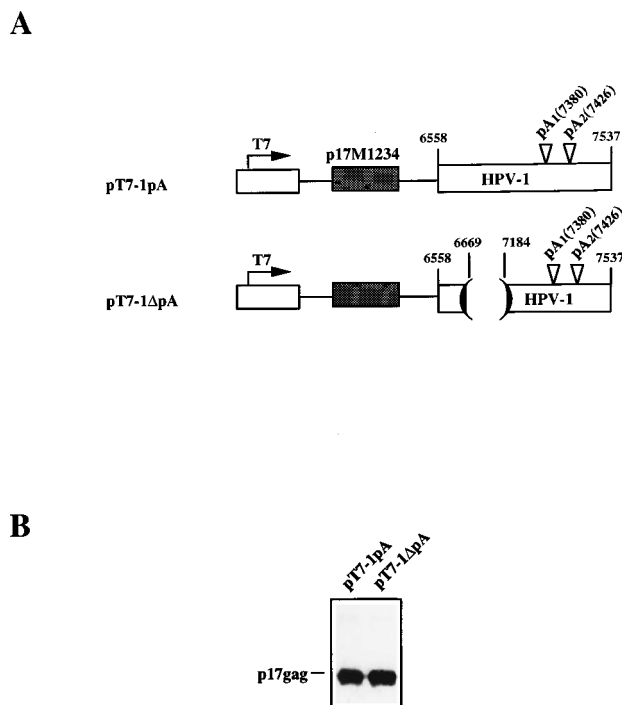 A
pA1(7380)
pA2(7426)
6558
7537
T7
p17M1234
pT7-1pA
HPV-1
pA1(7380)
pA2(7426)
6669
7184
6558
7537
T7
pT7-1ΔpA
HPV-1
B
pT7-1pA
pT7-1ΔpA
p17gag